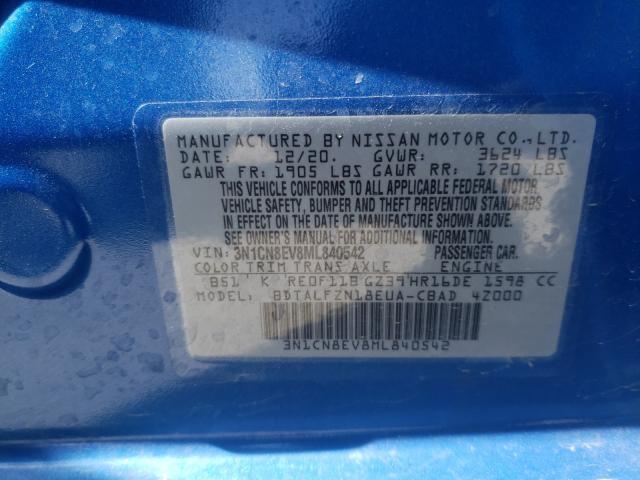 MANUFACTURED BY NISSAN MOTOR CO.,LTD.
DATE: 12/20. GVWR: 3624 LBS
GAWR FR: 1905 LBS GAWR RR: 1720 LBS
THIS VEHICLE CONFORMS TO ALL APPLICABLE FEDERAL MOTOR
VEHICLE SAFETY, BUMPER AND THEFT PREVENTION STANDARDS
IN EFFECT ON THE DATE OF MANUFACTURE SHOWN ABOVE.
SEE OWNER'S MANUAL FOR ADDITIONAL INFORMATION.
VIN: 3N1CN8EV8ML840542 PASSENGER CAR.
COLOR TRIM TRANS AXLE ENGINE
B51 K RE0F11B GZ39 HR16DE 1598 CC
MODEL: BDTALFZN18EUA-CBAD 4Z000
3N1CN8EV8ML840542